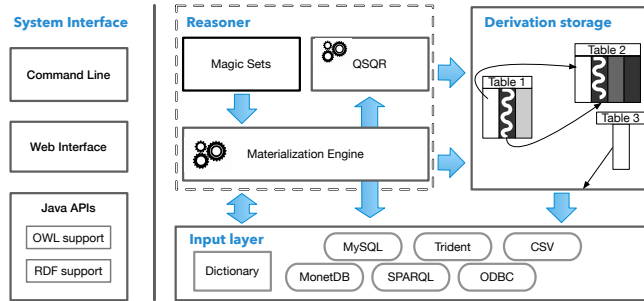 System Interface
Command Line
Web Interface
Java APIs
OWL support
RDF support
Reasoner
Magic Sets
QSQR
Materialization Engine
Derivation storage
Table 1
Table 2
Table 3
Input layer
Dictionary
MySQL
Trident
CSV
MonetDB
SPARQL
ODBC